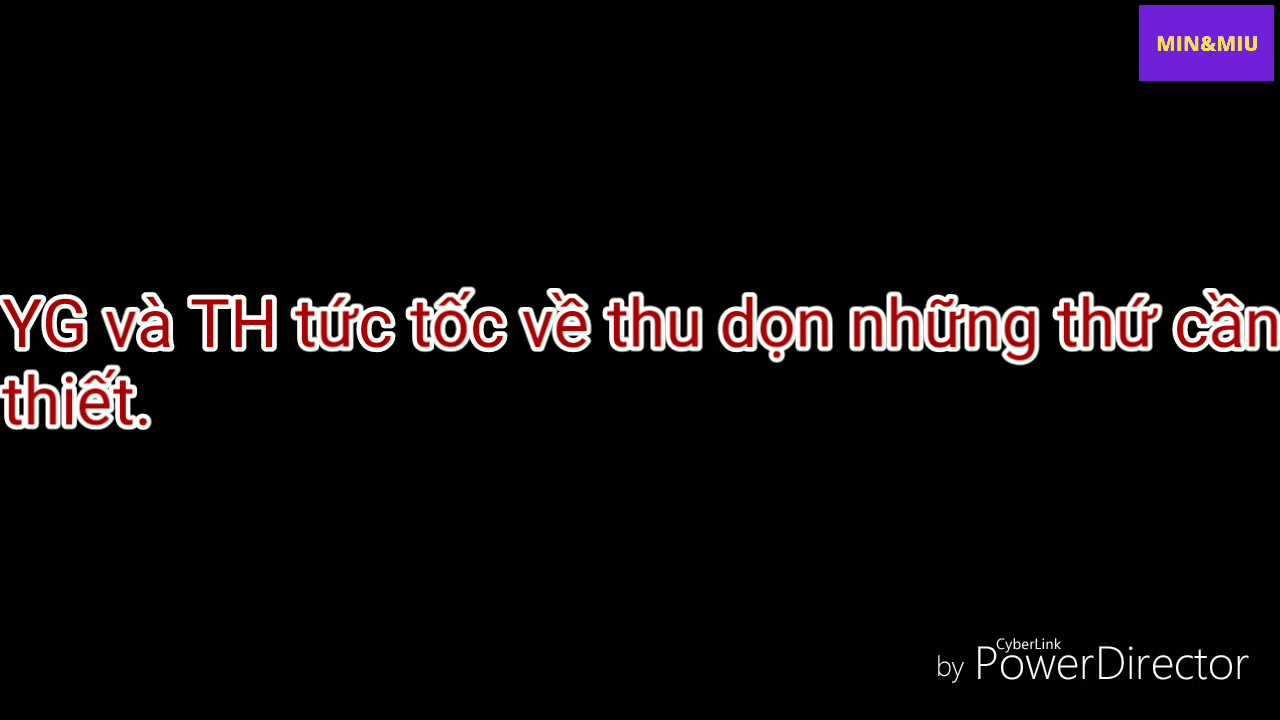 MIN&MIU
YG và TH tức tốc về thu dọn những thứ cần
thiết.
CyberLink
by PowerDirector